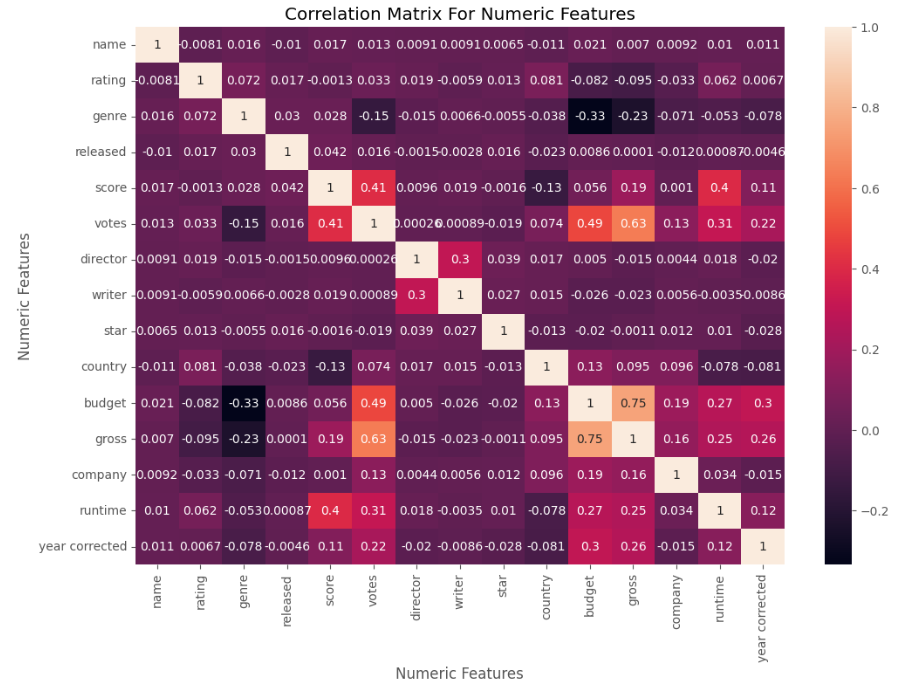 Correlation Matrix For Numeric Features
name 1 -0.0081 0.016 -0.01 0.017 0.013 0.0091 0.0091 0.0065 -0.011 0.021 0.007 0.0092 0.01 0.011
rating -0.0081 1 0.072 0.017 -0.0013 0.033 0.019 -0.0059 0.013 0.081 -0.082 -0.095 -0.033 0.062 0.0067
genre 0.016 0.072 1 0.03 0.028 -0.15 -0.015 0.0066 -0.0055 -0.038 -0.33 -0.23 -0.071 -0.053 -0.078
released -0.01 0.017 0.03 1 0.042 0.016 -0.0015 -0.0028 0.016 -0.023 0.0086 0.0001 -0.012 0.00087 -0.0046
score 0.017 -0.0013 0.028 0.042 1 0.41 0.0096 0.019 -0.0016 -0.13 0.056 0.19 0.001 0.4 0.11
votes 0.013 0.033 -0.15 0.016 0.41 1 0.00026 0.00089 -0.019 0.074 0.49 0.63 0.13 0.31 0.22
director 0.0091 0.019 -0.015 -0.0015 0.0096 0.00026 1 0.3 0.039 0.017 0.005 -0.015 0.0044 0.018 -0.02
writer 0.0091 -0.0059 0.0066 -0.0028 0.019 0.00089 0.3 1 0.027 0.015 -0.026 -0.023 0.0056 -0.0035 -0.0086
star 0.0065 0.013 -0.0055 0.016 -0.0016 -0.019 0.039 0.027 1 -0.013 -0.02 -0.0011 0.012 0.01 -0.028
country -0.011 0.081 -0.038 -0.023 -0.13 0.074 0.017 0.015 -0.013 1 0.13 0.095 0.096 -0.078 -0.081
budget 0.021 -0.082 -0.33 0.0086 0.056 0.49 0.005 -0.026 -0.02 0.13 1 0.75 0.19 0.27 0.3
gross 0.007 -0.095 -0.23 0.0001 0.19 0.63 -0.015 -0.023 -0.0011 0.095 0.75 1 0.16 0.25 0.26
company 0.0092 -0.033 -0.071 -0.012 0.001 0.13 0.0044 0.0056 0.012 0.096 0.19 0.16 1 0.034 -0.015
runtime 0.01 0.062 -0.053 0.00087 0.4 0.31 0.018 -0.0035 0.01 -0.078 0.27 0.25 0.034 1 0.12
year corrected 0.011 0.0067 -0.078 -0.0046 0.11 0.22 -0.02 -0.0086 -0.028 -0.081 0.3 0.26 -0.015 0.12 1
name rating genre released score votes director writer star country budget gross company runtime year corrected
Numeric Features
Numeric Features
1.0
0.8
0.6
0.4
0.2
0.0
−0.2